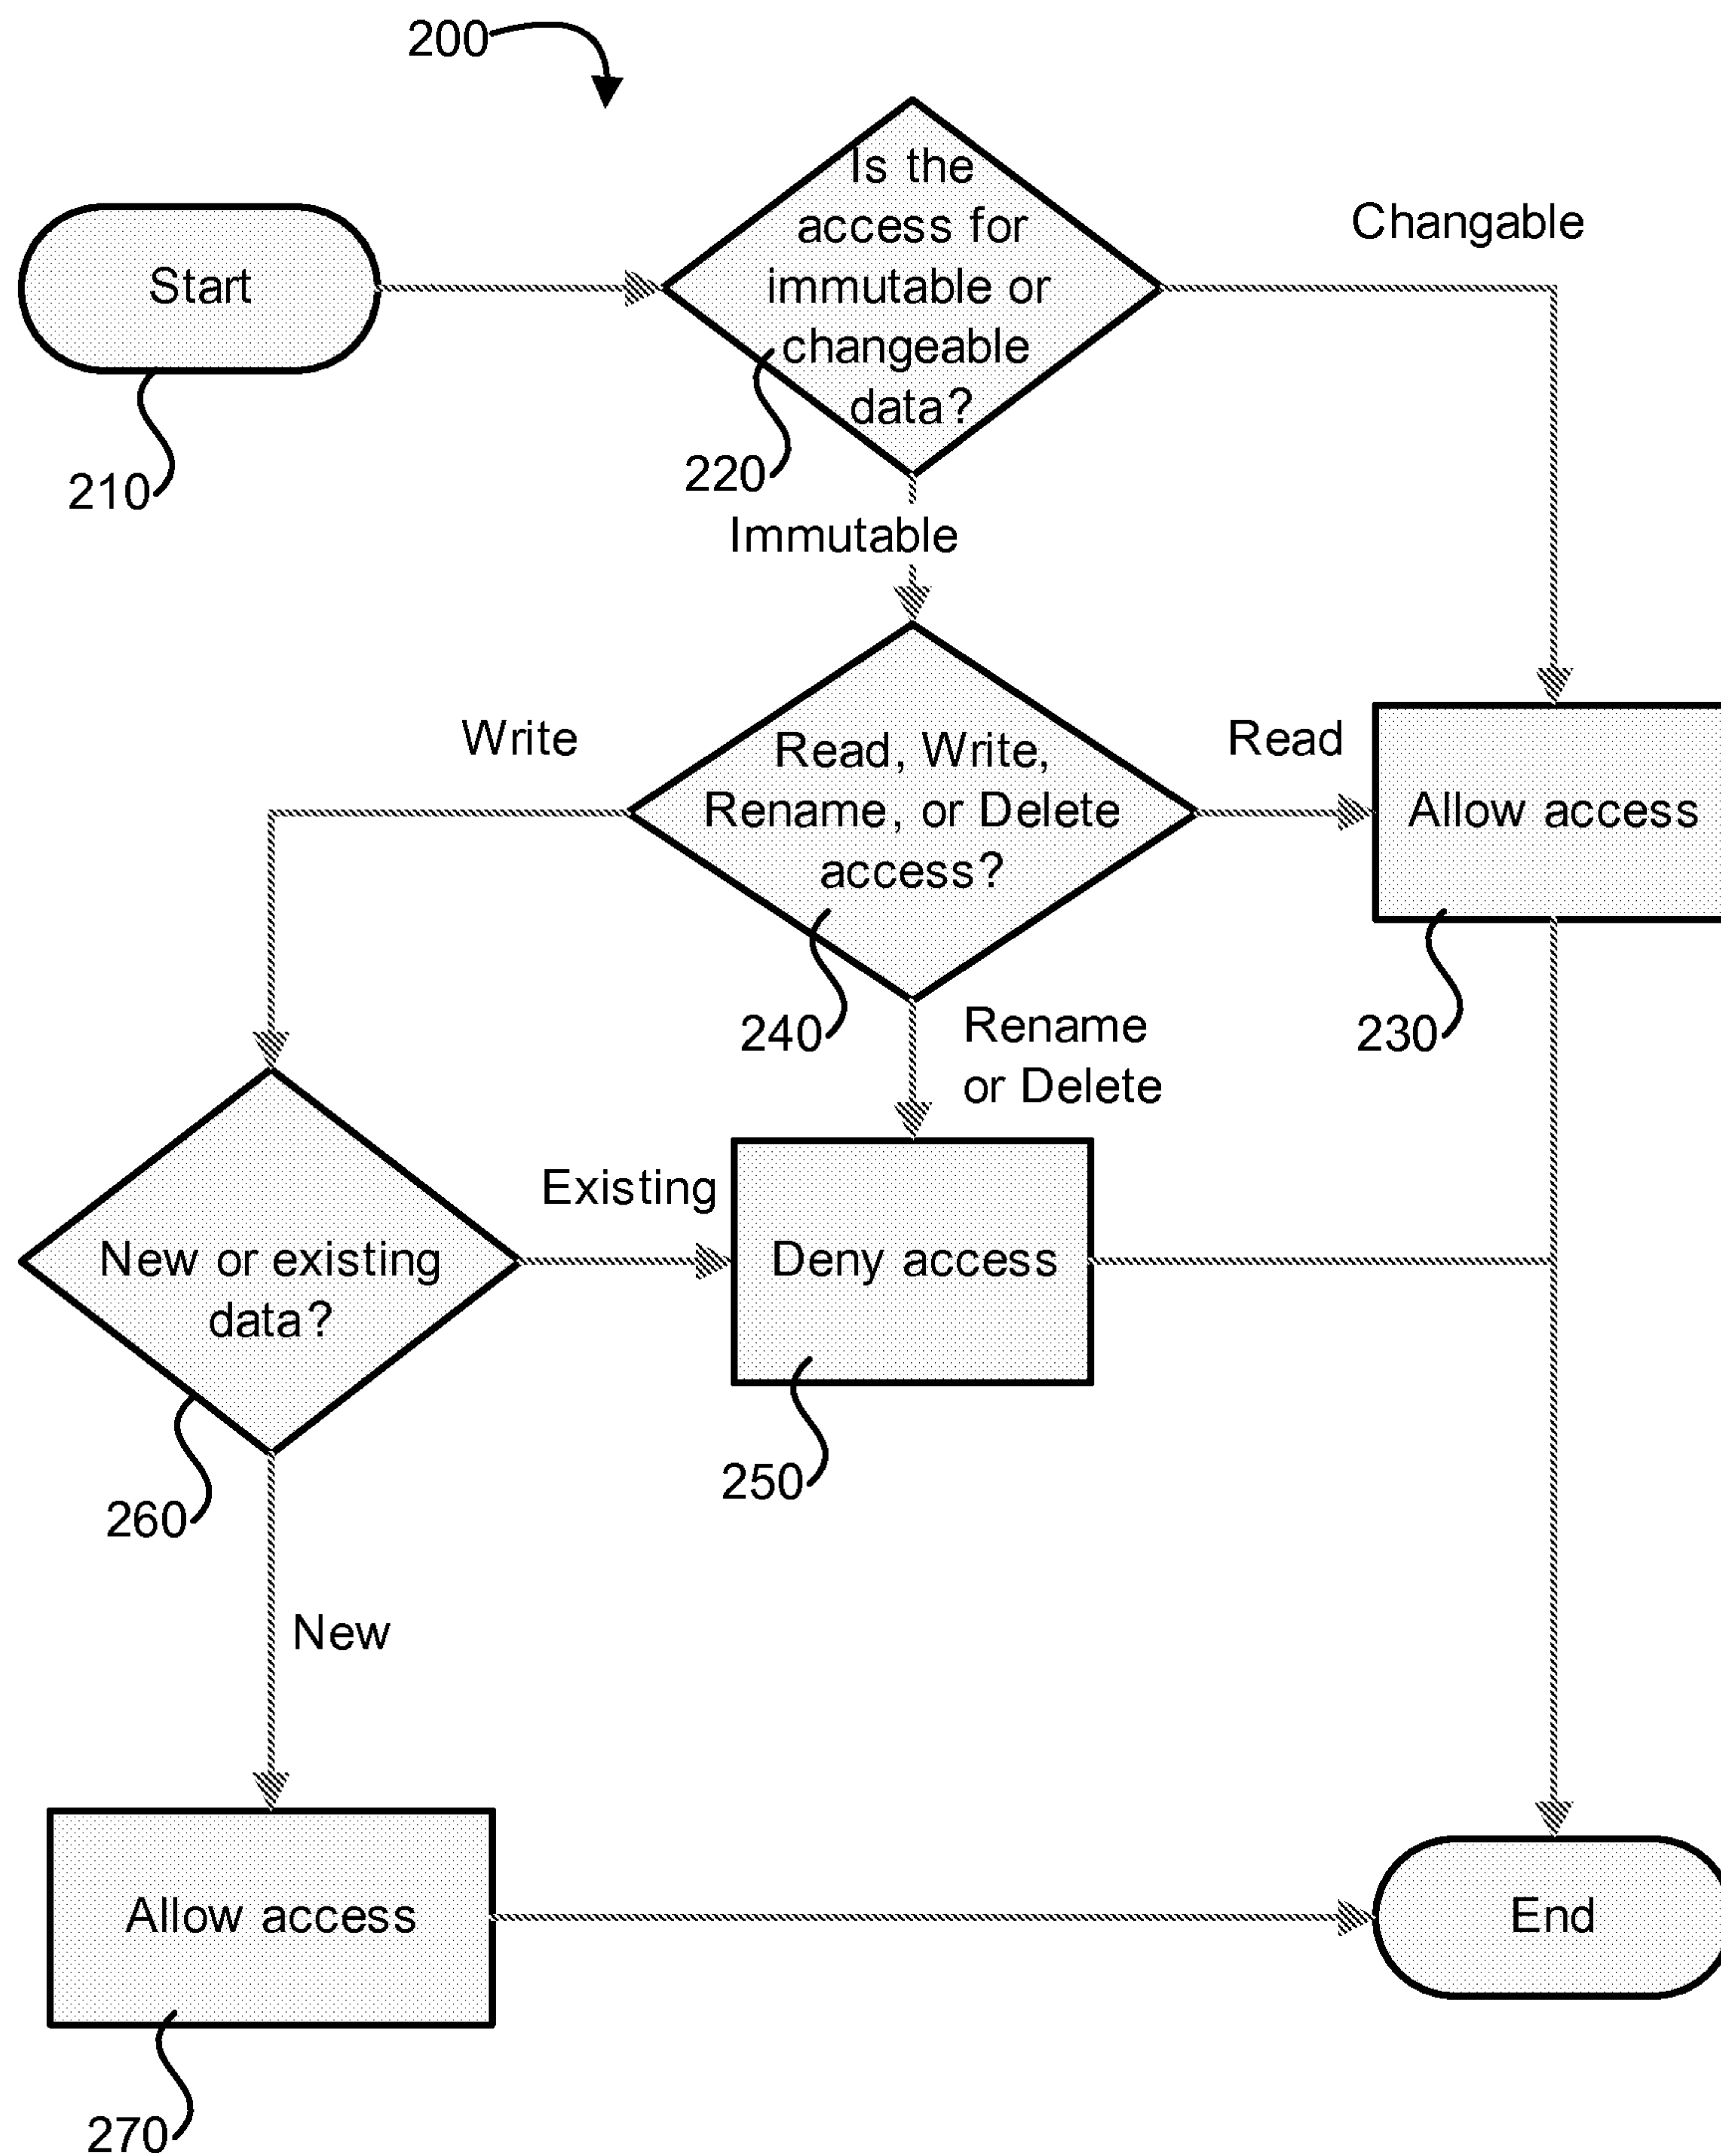 200
Is the
access for
immutable or
changeable
data?
Changable
Start
210
220
Immutable
Write
Read, Write,
Rename, or Delete
access?
Read
Allow access
240
Rename
or Delete
230
New or existing
data?
Existing
Deny access
250
260
New
Allow access
End
270